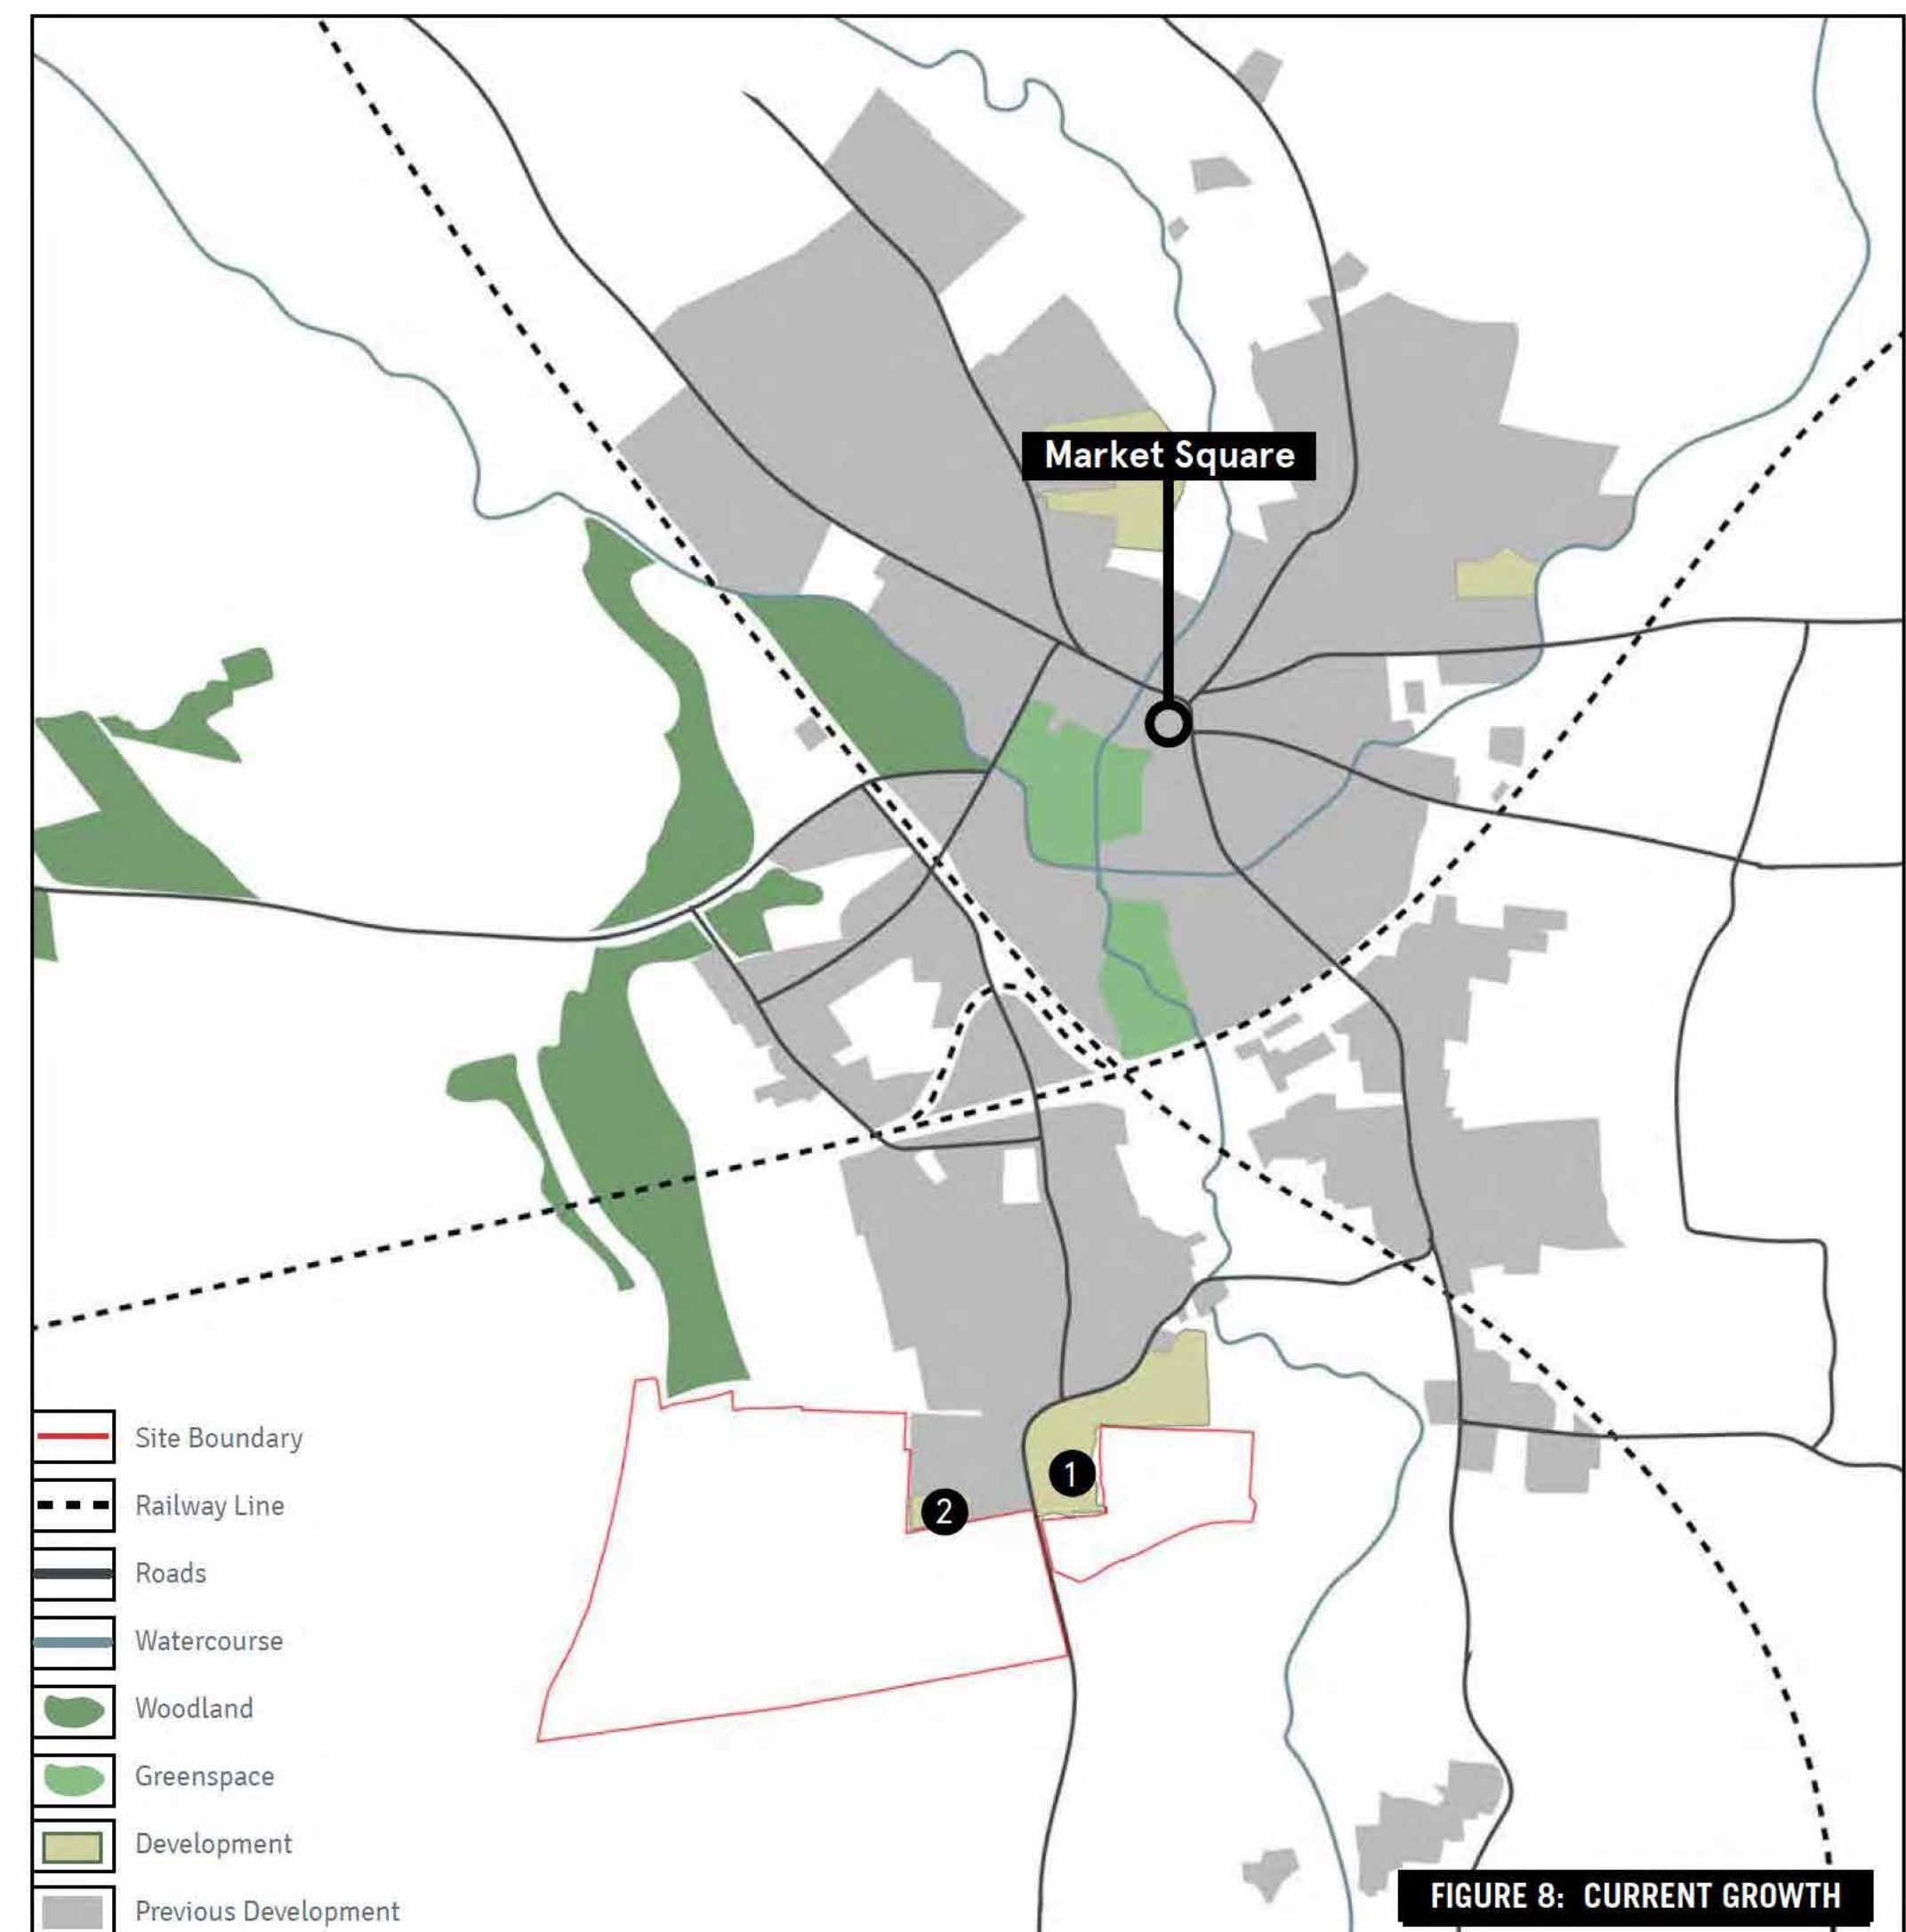 Market Square
1
2
Site Boundary
Railway Line
Roads
Watercourse
Woodland
Greenspace
Development
Previous Development
FIGURE 8: CURRENT GROWTH